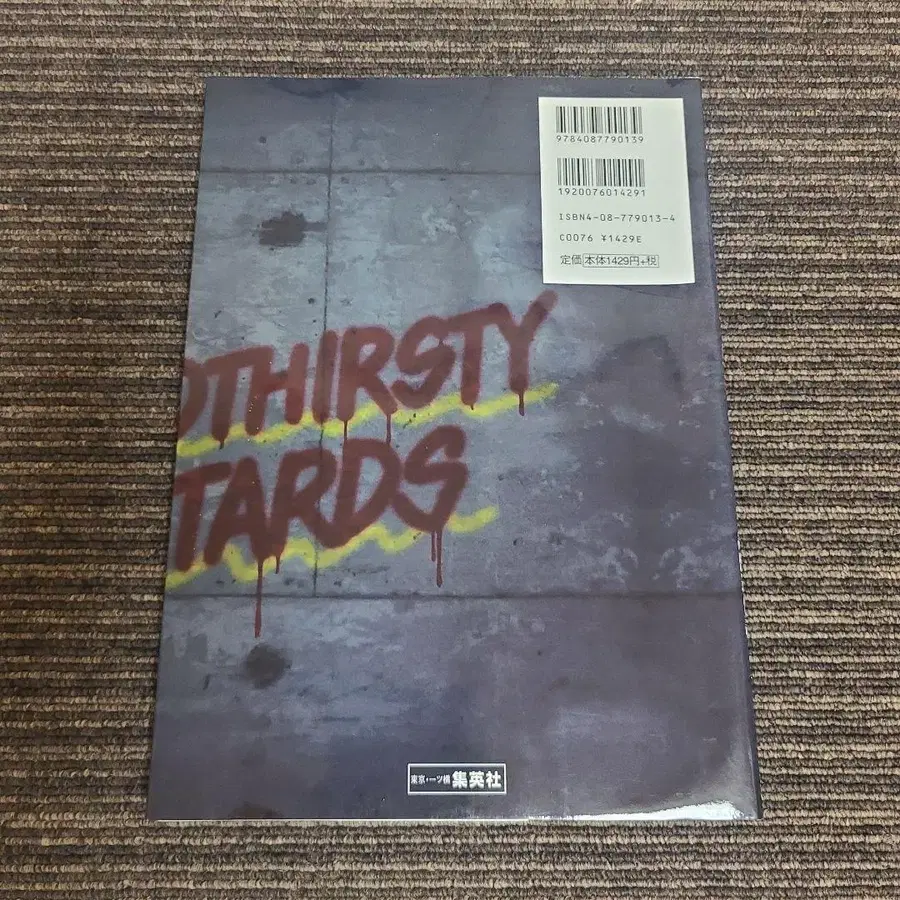 9784087790139
1920076014291
ISBN4-08-779013-4
C0076 ¥1429E
定価 本体1429円+税
DTHIRSTY
TARDS
東京・一ツ橋 集英社